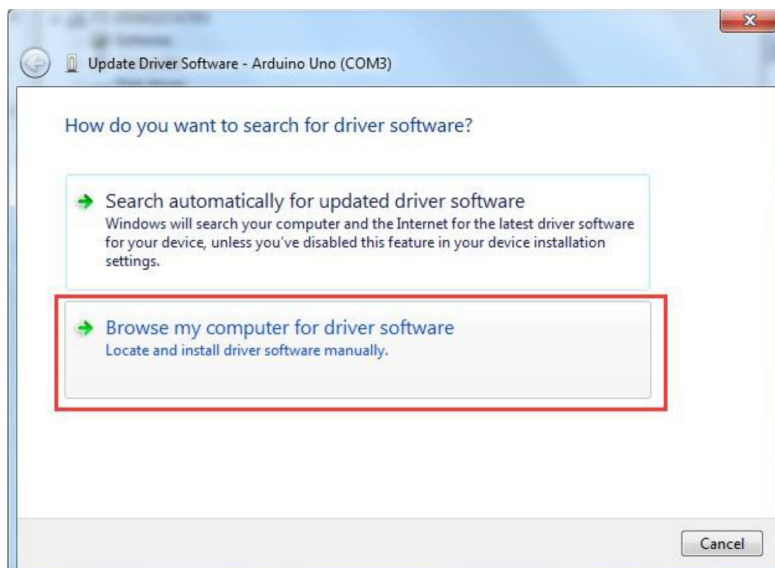 Update Driver Software - Arduino Uno (COM3)
How do you want to search for driver software?
Search automatically for updated driver software
Windows will search your computer and the Internet for the latest driver software
for your device, unless you've disabled this feature in your device installation
settings.
Browse my computer for driver software
Locate and install driver software manually.
Cancel